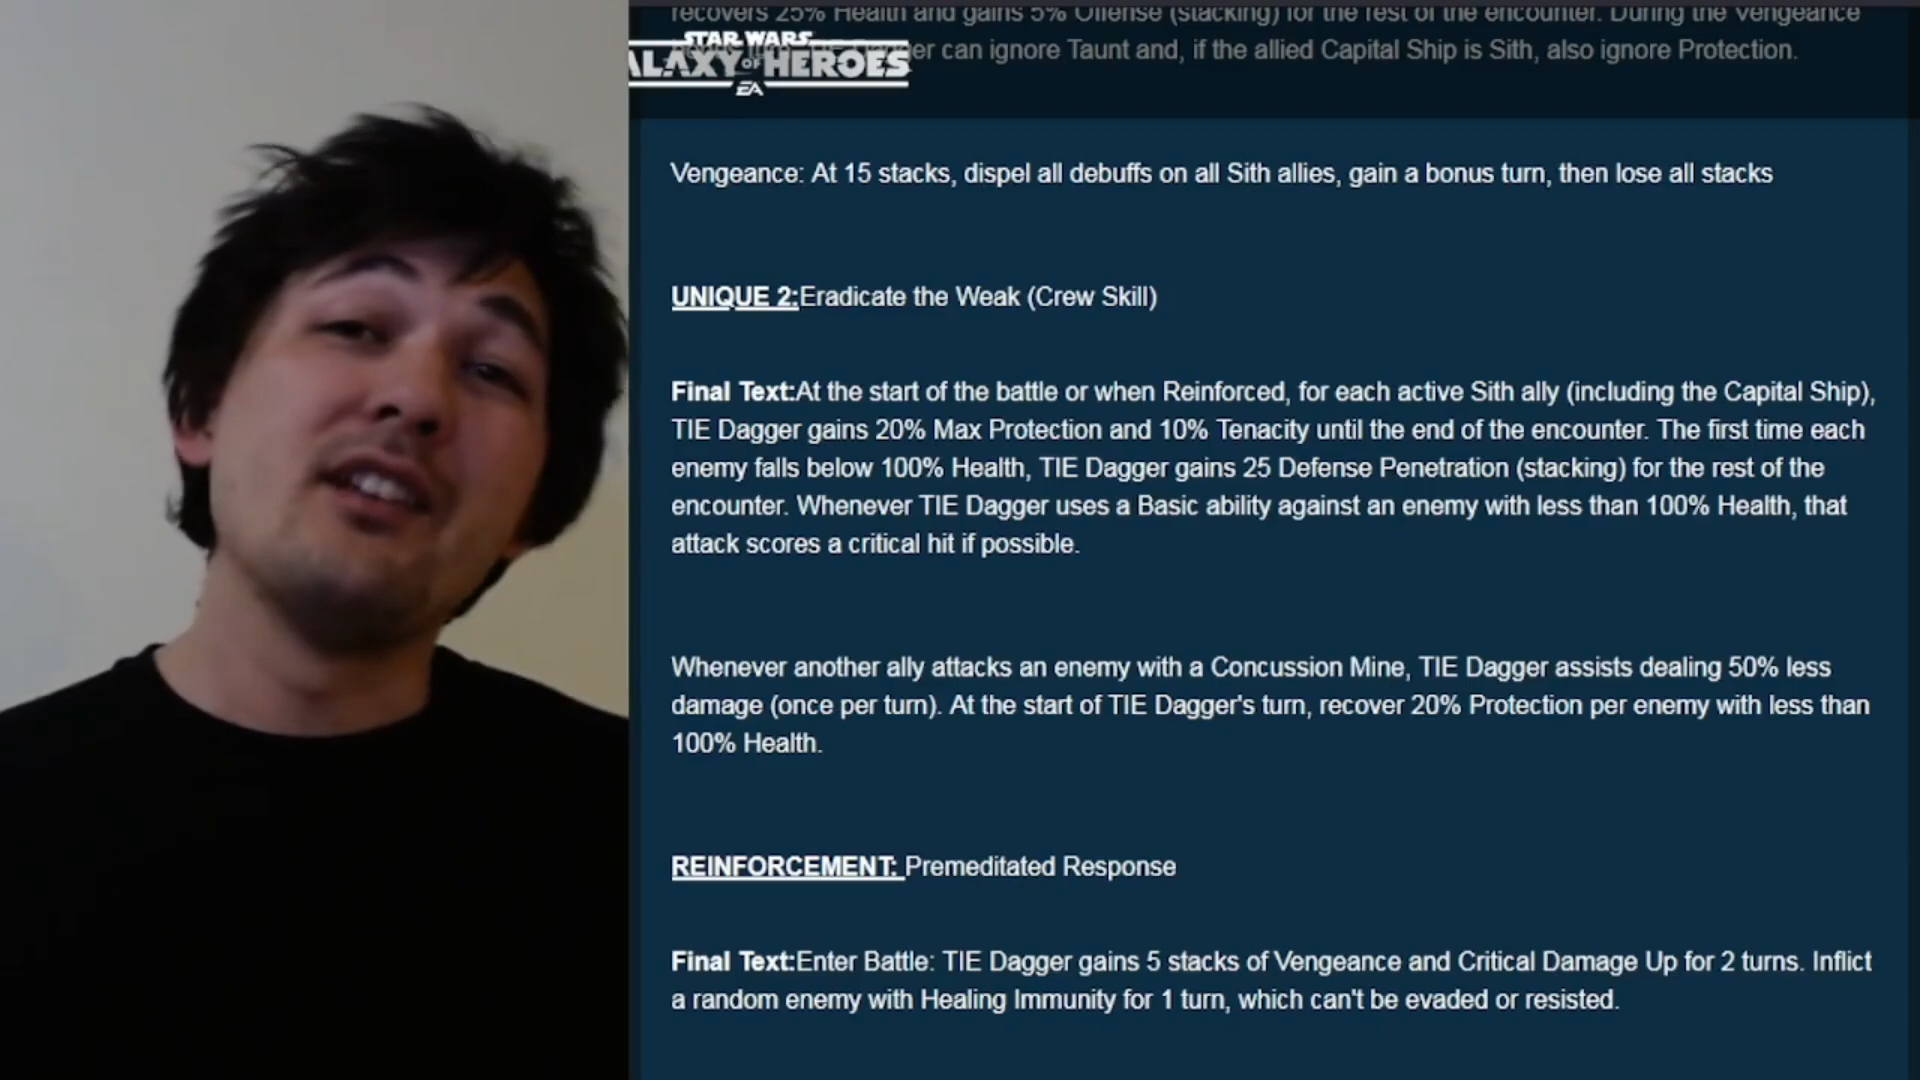 recovers 25% Health and gains 5% Offense (stacking) for the rest of the encounter. During the Vengeance
er can ignore Taunt and, if the allied Capital Ship is Sith, also ignore Protection.
STAR WARS
GALAXY OF HEROES
EA
Vengeance: At 15 stacks, dispel all debuffs on all Sith allies, gain a bonus turn, then lose all stacks
UNIQUE 2:Eradicate the Weak (Crew Skill)
Final Text:At the start of the battle or when Reinforced, for each active Sith ally (including the Capital Ship),
TIE Dagger gains 20% Max Protection and 10% Tenacity until the end of the encounter. The first time each
enemy falls below 100% Health, TIE Dagger gains 25 Defense Penetration (stacking) for the rest of the
encounter. Whenever TIE Dagger uses a Basic ability against an enemy with less than 100% Health, that
attack scores a critical hit if possible.
Whenever another ally attacks an enemy with a Concussion Mine, TIE Dagger assists dealing 50% less
damage (once per turn). At the start of TIE Dagger's turn, recover 20% Protection per enemy with less than
100% Health.
REINFORCEMENT: Premeditated Response
Final Text:Enter Battle: TIE Dagger gains 5 stacks of Vengeance and Critical Damage Up for 2 turns. Inflict
a random enemy with Healing Immunity for 1 turn, which can't be evaded or resisted.